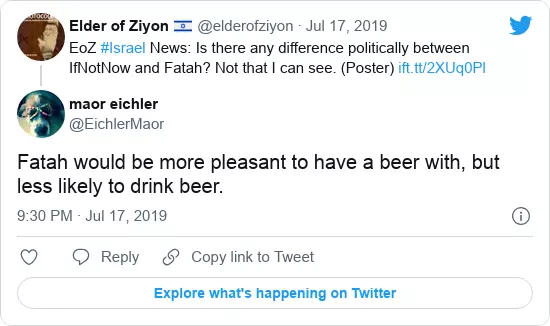 Elder of Ziyon 🇮🇱 @elderofziyon · Jul 17, 2019
EoZ #Israel News: Is there any difference politically between
IfNotNow and Fatah? Not that I can see. (Poster) ift.tt/2XUq0Pl
maor eichler
@EichlerMaor
Fatah would be more pleasant to have a beer with, but
less likely to drink beer.
9:30 PM · Jul 17, 2019
Reply
Copy link to Tweet
Explore what's happening on Twitter